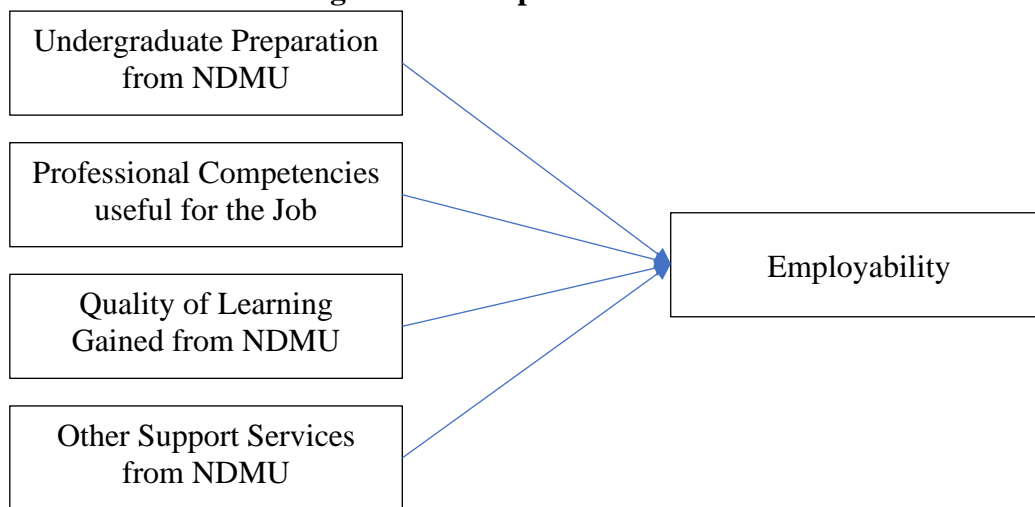 Undergraduate Preparation
from NDMU
Professional Competencies
useful for the Job
Quality of Learning
Gained from NDMU
Other Support Services
from NDMU
Employability